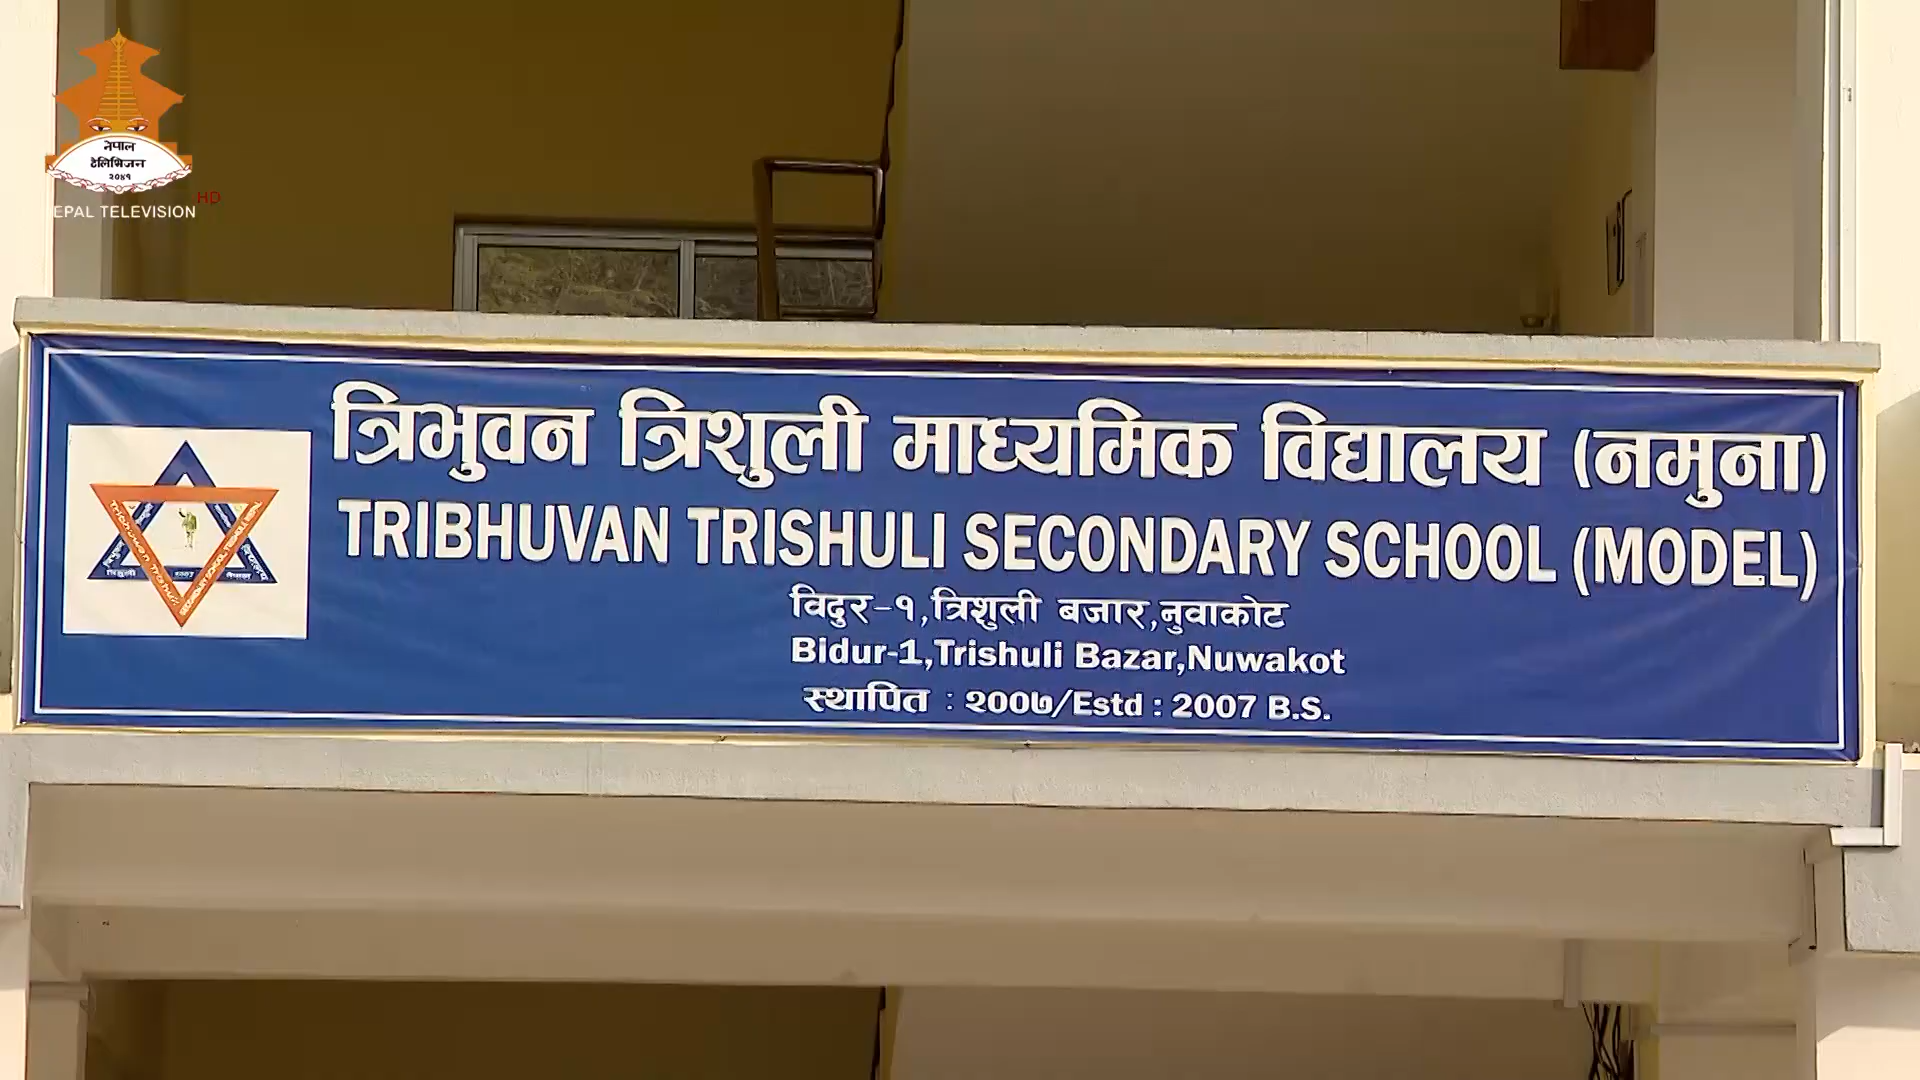 नेपाल
टेलिभिजन
२०४१
HD
EPAL TELEVISION
त्रिभुवन त्रिशुली माध्यमिक विद्यालय (नमुना)
TRIBHUVAN TRISHULI SECONDARY SCHOOL (MODEL)
विदुर-१,त्रिशुली बजार,नुवाकोट
Bidur-1,Trishuli Bazar,Nuwakot
स्थापित : २००७/Estd : 2007 B.S.